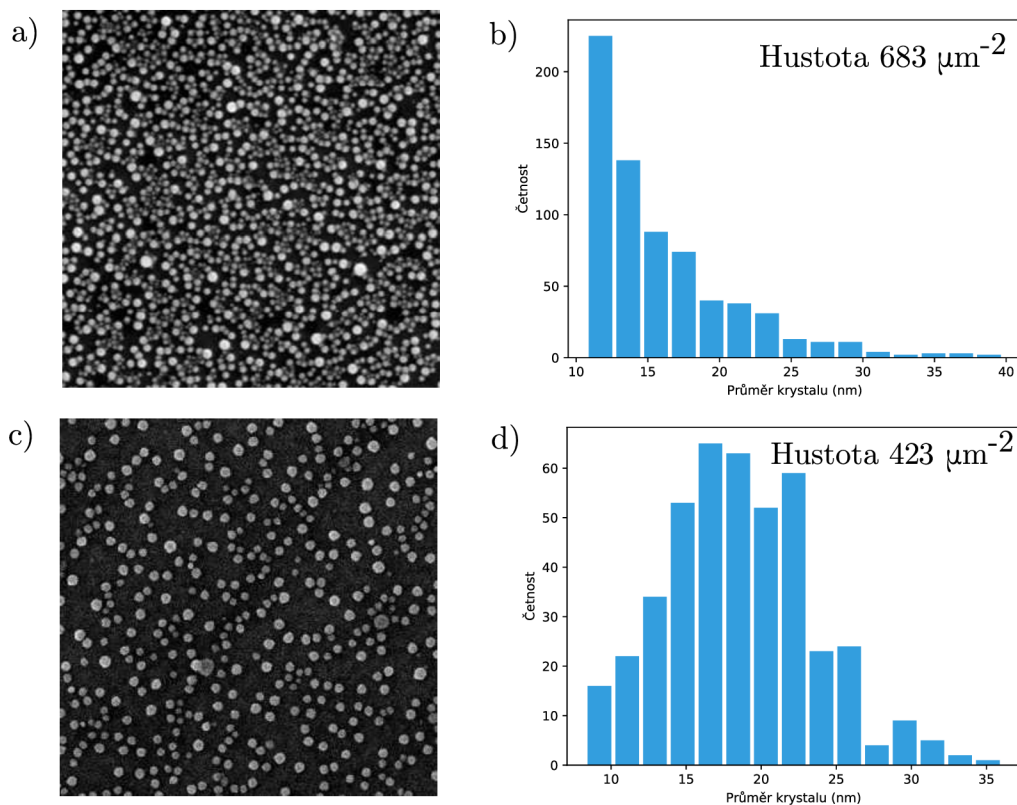 a)
b)
Hustota 683 μm-2
Četnost
200
150
100
50
0
10 15 20 25 30 35 40
Průměr krystalu (nm)
c)
d)
Hustota 423 μm-2
Četnost
60
50
40
30
20
10
0
10 15 20 25 30 35
Průměr krystalu (nm)